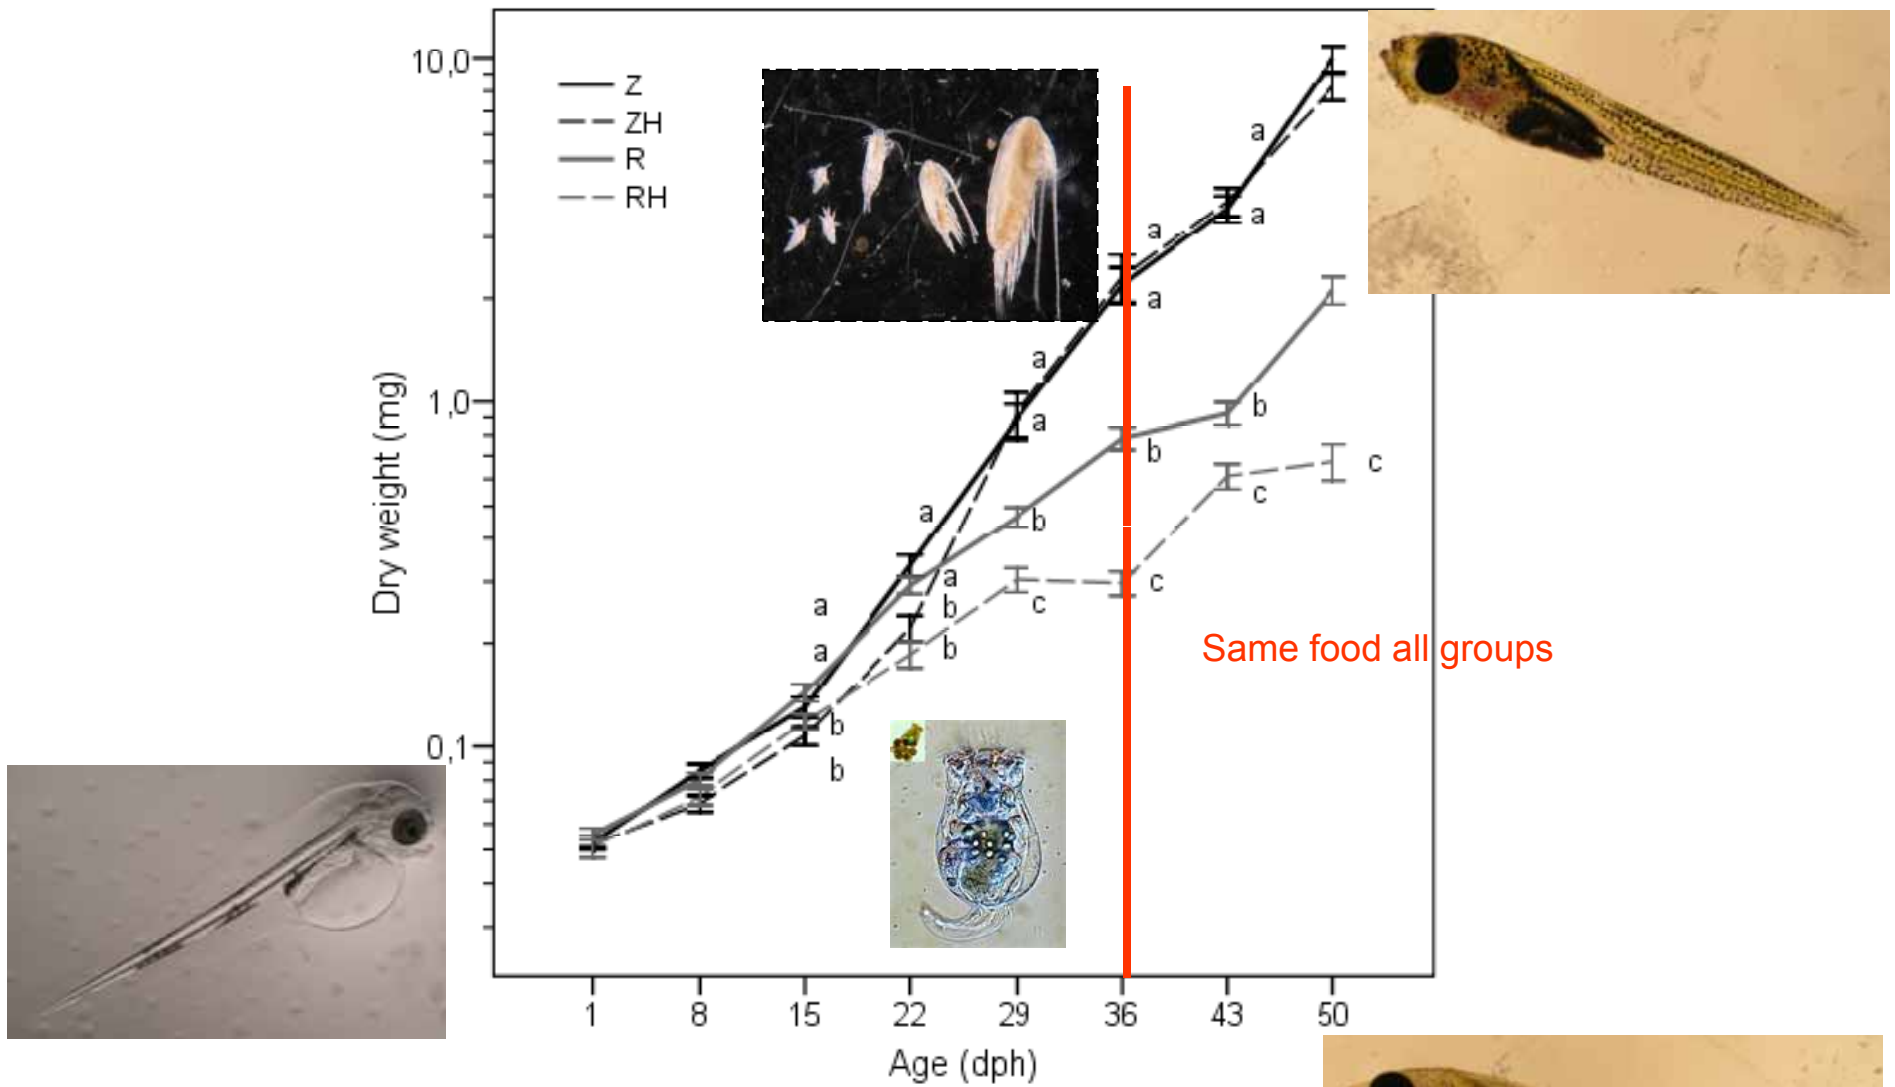 10,0
1,0
0,1
Dry weight (mg)
Z
ZH
R
RH
a
a
a
a
a
a
a
a
b
b
c
b
c
a
a
b
b
a
a
b
b
c
c
b
c
Same food all groups
1 8 15 22 29 36 43 50
Age (dph)